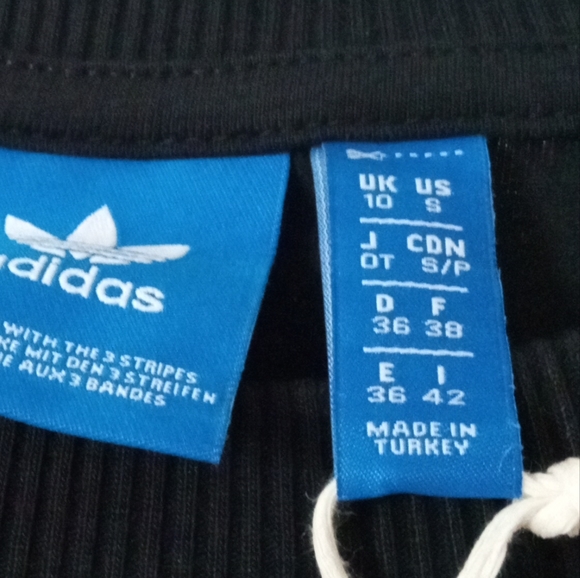 adidas
WITH THE 3 STRIPES
MIT DEN 3 STREIFEN
AUX 3 BANDES
UK US
10 S
J CDN
OT S/P
D F
36 38
E I
36 42
MADE IN
TURKEY